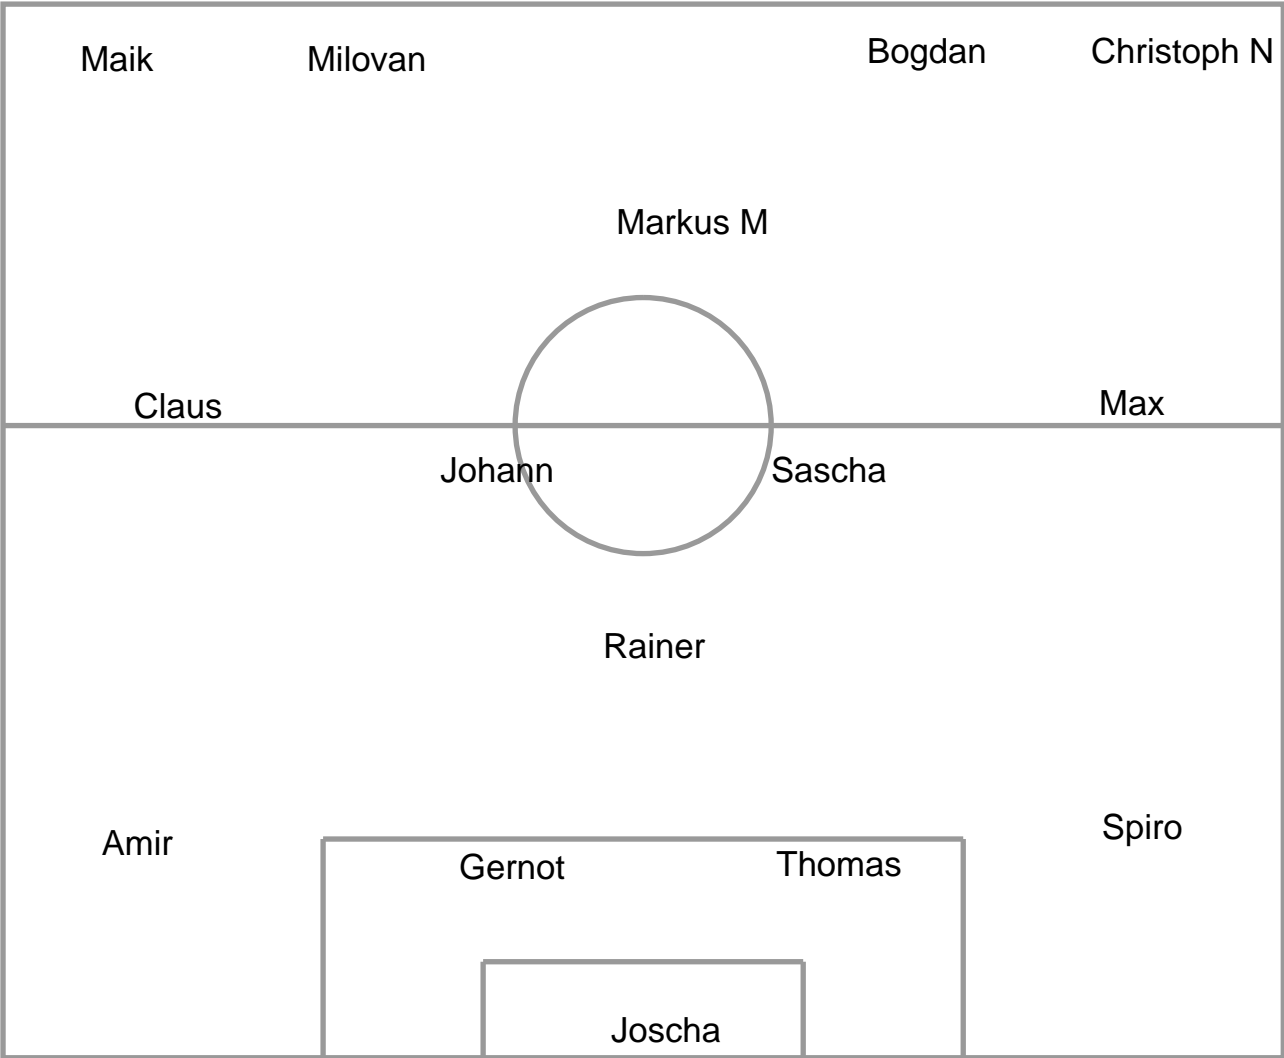 Maik Milovan Bogdan Christoph N
Markus M
Claus Max
Johann Sascha
Rainer
Amir Spiro
Gernot Thomas
Joscha